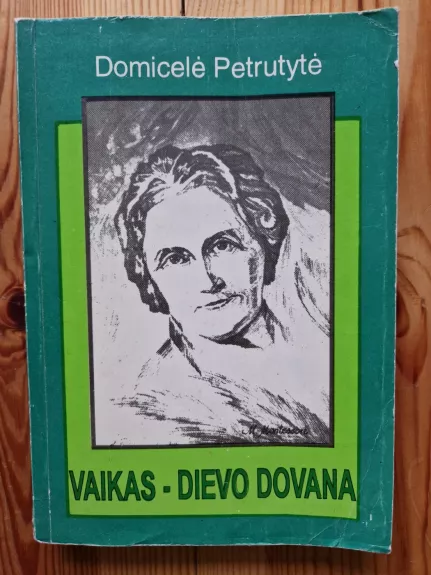 Domicelė Petrutytė
M. Montessori
VAIKAS - DIEVO DOVANA